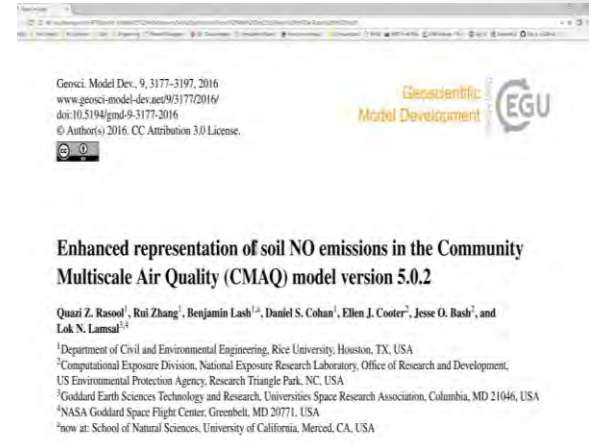 Geosci. Model Dev., 9, 3177–3197, 2016
www.geosci-model-dev.net/9/3177/2016/
doi:10.5194/gmd-9-3177-2016
© Author(s) 2016. CC Attribution 3.0 License.
Geoscientific
Model Development
EGU
Enhanced representation of soil NO emissions in the Community
Multiscale Air Quality (CMAQ) model version 5.0.2
Quazi Z. Rasool1, Rui Zhang1, Benjamin Lash1,a, Daniel S. Cohan1, Ellen J. Cooter2, Jesse O. Bash2, and
Lok N. Lamsal3,4
1Department of Civil and Environmental Engineering, Rice University, Houston, TX, USA
2Computational Exposure Division, National Exposure Research Laboratory, Office of Research and Development,
US Environmental Protection Agency, Research Triangle Park, NC, USA
3Goddard Earth Sciences Technology and Research, Universities Space Research Association, Columbia, MD 21046, USA
4NASA Goddard Space Flight Center, Greenbelt, MD 20771, USA
anow at: School of Natural Sciences, University of California, Merced, CA, USA